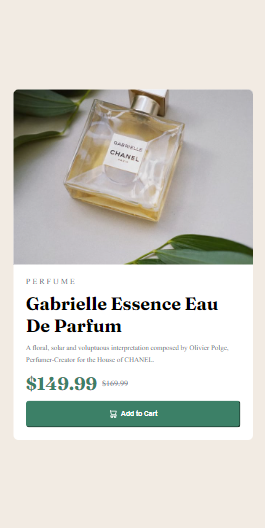 GABRIELLE
CHANEL
PARIS
PERFUME
Gabrielle Essence Eau
De Parfum
A floral, solar and voluptuous interpretation composed by Olivier Polge,
Perfumer-Creator for the House of CHANEL.
$149.99 $169.99
Add to Cart